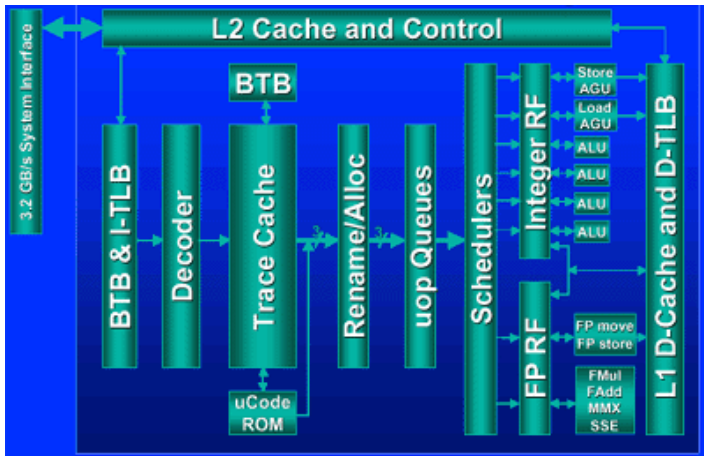 L2 Cache and Control
3.2 GB/s System Interface
BTB & I-TLB
Decoder
BTB
Trace Cache
uCode
ROM
3
Rename/Alloc
3
uop Queues
Schedulers
Integer RF
FP RF
Store
AGU
Load
AGU
ALU
ALU
ALU
ALU
FP move
FP store
FMul
FAdd
MMX
SSE
L1 D-Cache and D-TLB